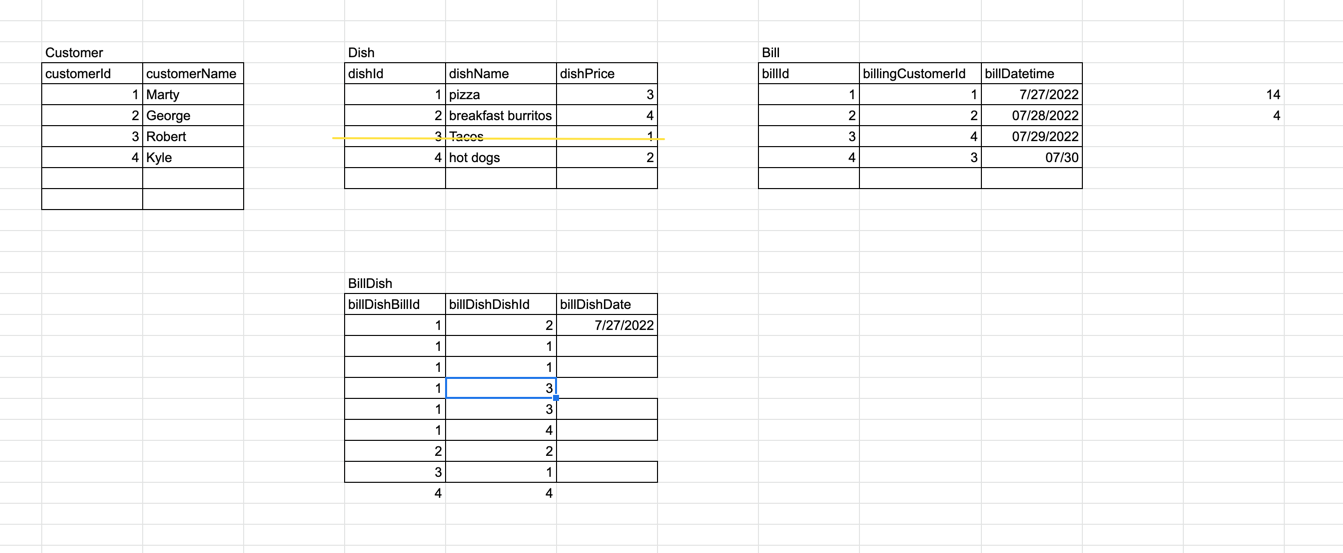 Customer Dish Bill
customerId customerName dishId dishName dishPrice billId billingCustomerId billDatetime
1 Marty 1 pizza 3 1 1 7/27/2022 14
2 George 2 breakfast burritos 4 2 2 07/28/2022 4
3 Robert 3 Tacos 1 3 4 07/29/2022
4 Kyle 4 hot dogs 2 4 3 07/30
BillDish
billDishBillId billDishDishId billDishDate
1 2 7/27/2022
1 1
1 1
1 3
1 3
1 4
2 2
3 1
4 4